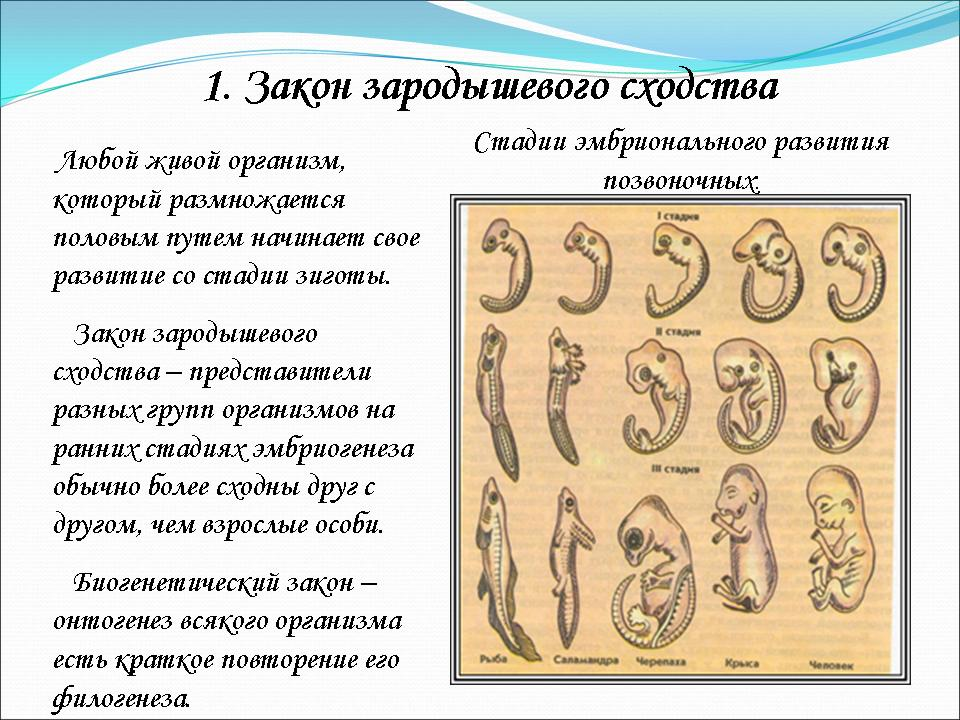 1. Закон зародышевого сходства
Любой живой организм,
который размножается
половым путем начинает свое
развитие со стадии зиготы.
Закон зародышевого
сходства – представители
разных групп организмов на
ранних стадиях эмбриогенеза
обычно более сходны друг с
другом, чем взрослые особи.
Биогенетический закон –
онтогенез всякого организма
есть краткое повторение его
филогенеза.
Стадии эмбрионального развития
позвоночных
I стадия
II стадия
III стадия
Рыба Саламандра Черепаха Крыса Человек